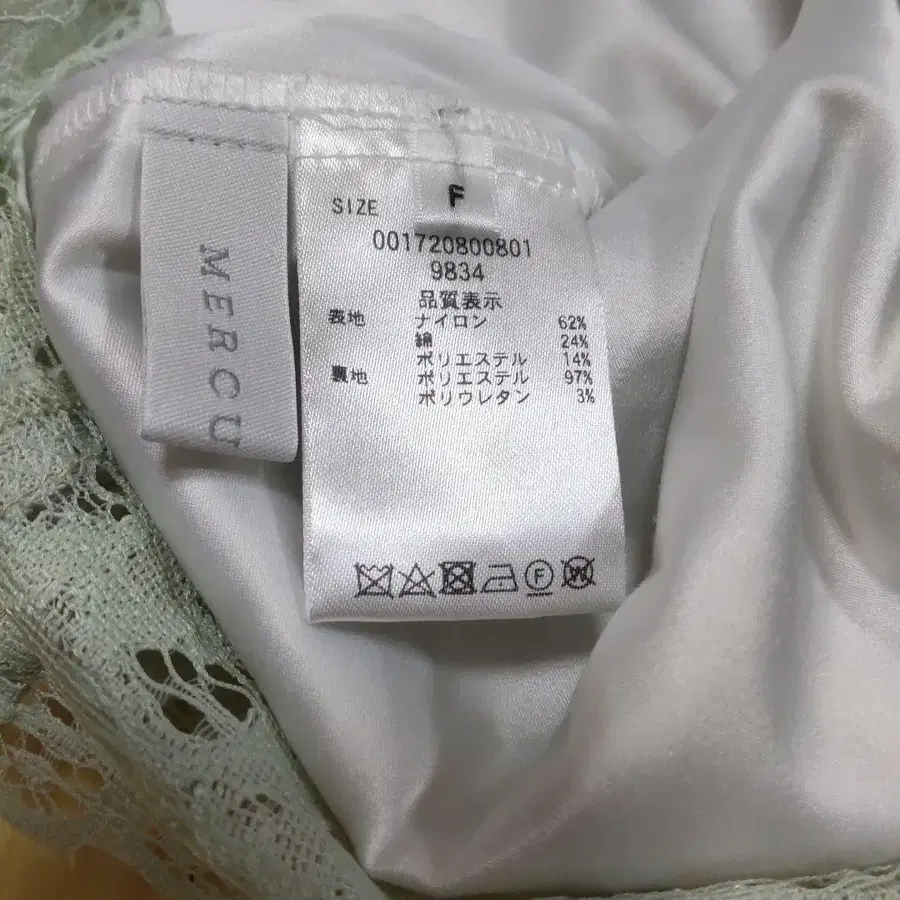 MERCU
SIZE F
001720800801
9834
品質表示
表地 ナイロン 62%
綿 24%
ポリエステル 14%
裏地 ポリエステル 97%
ポリウレタン 3%
F W